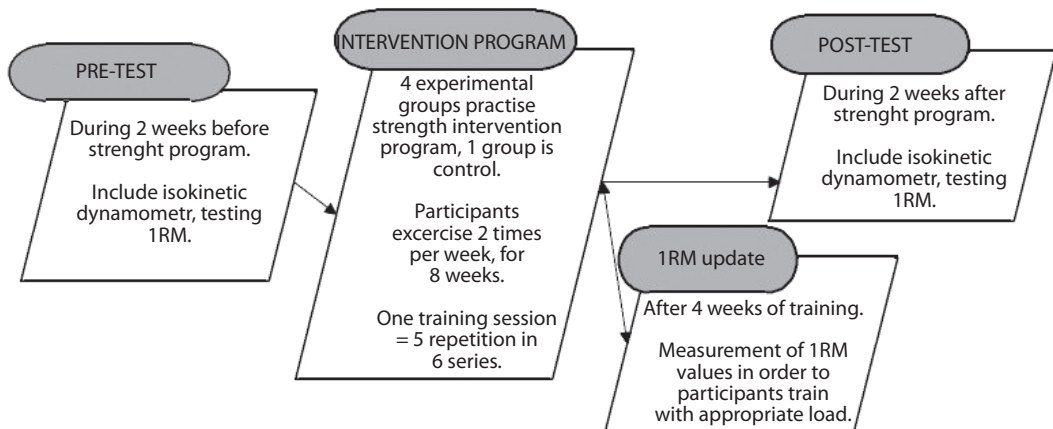 PRE-TEST
During 2 weeks before
strenght program.
Include isokinetic
dynamometr, testing
1RM.
INTERVENTION PROGRAM
4 experimental
groups practise
strength intervention
program, 1 group is
control.
Participants
excercise 2 times
per week, for
8 weeks.
One training session
= 5 repetition in
6 series.
POST-TEST
During 2 weeks after
strenght program.
Include isokinetic
dynamometr, testing
1RM.
1RM update
After 4 weeks of training.
Measurement of 1RM
values in order to
participants train
with appropriate load.